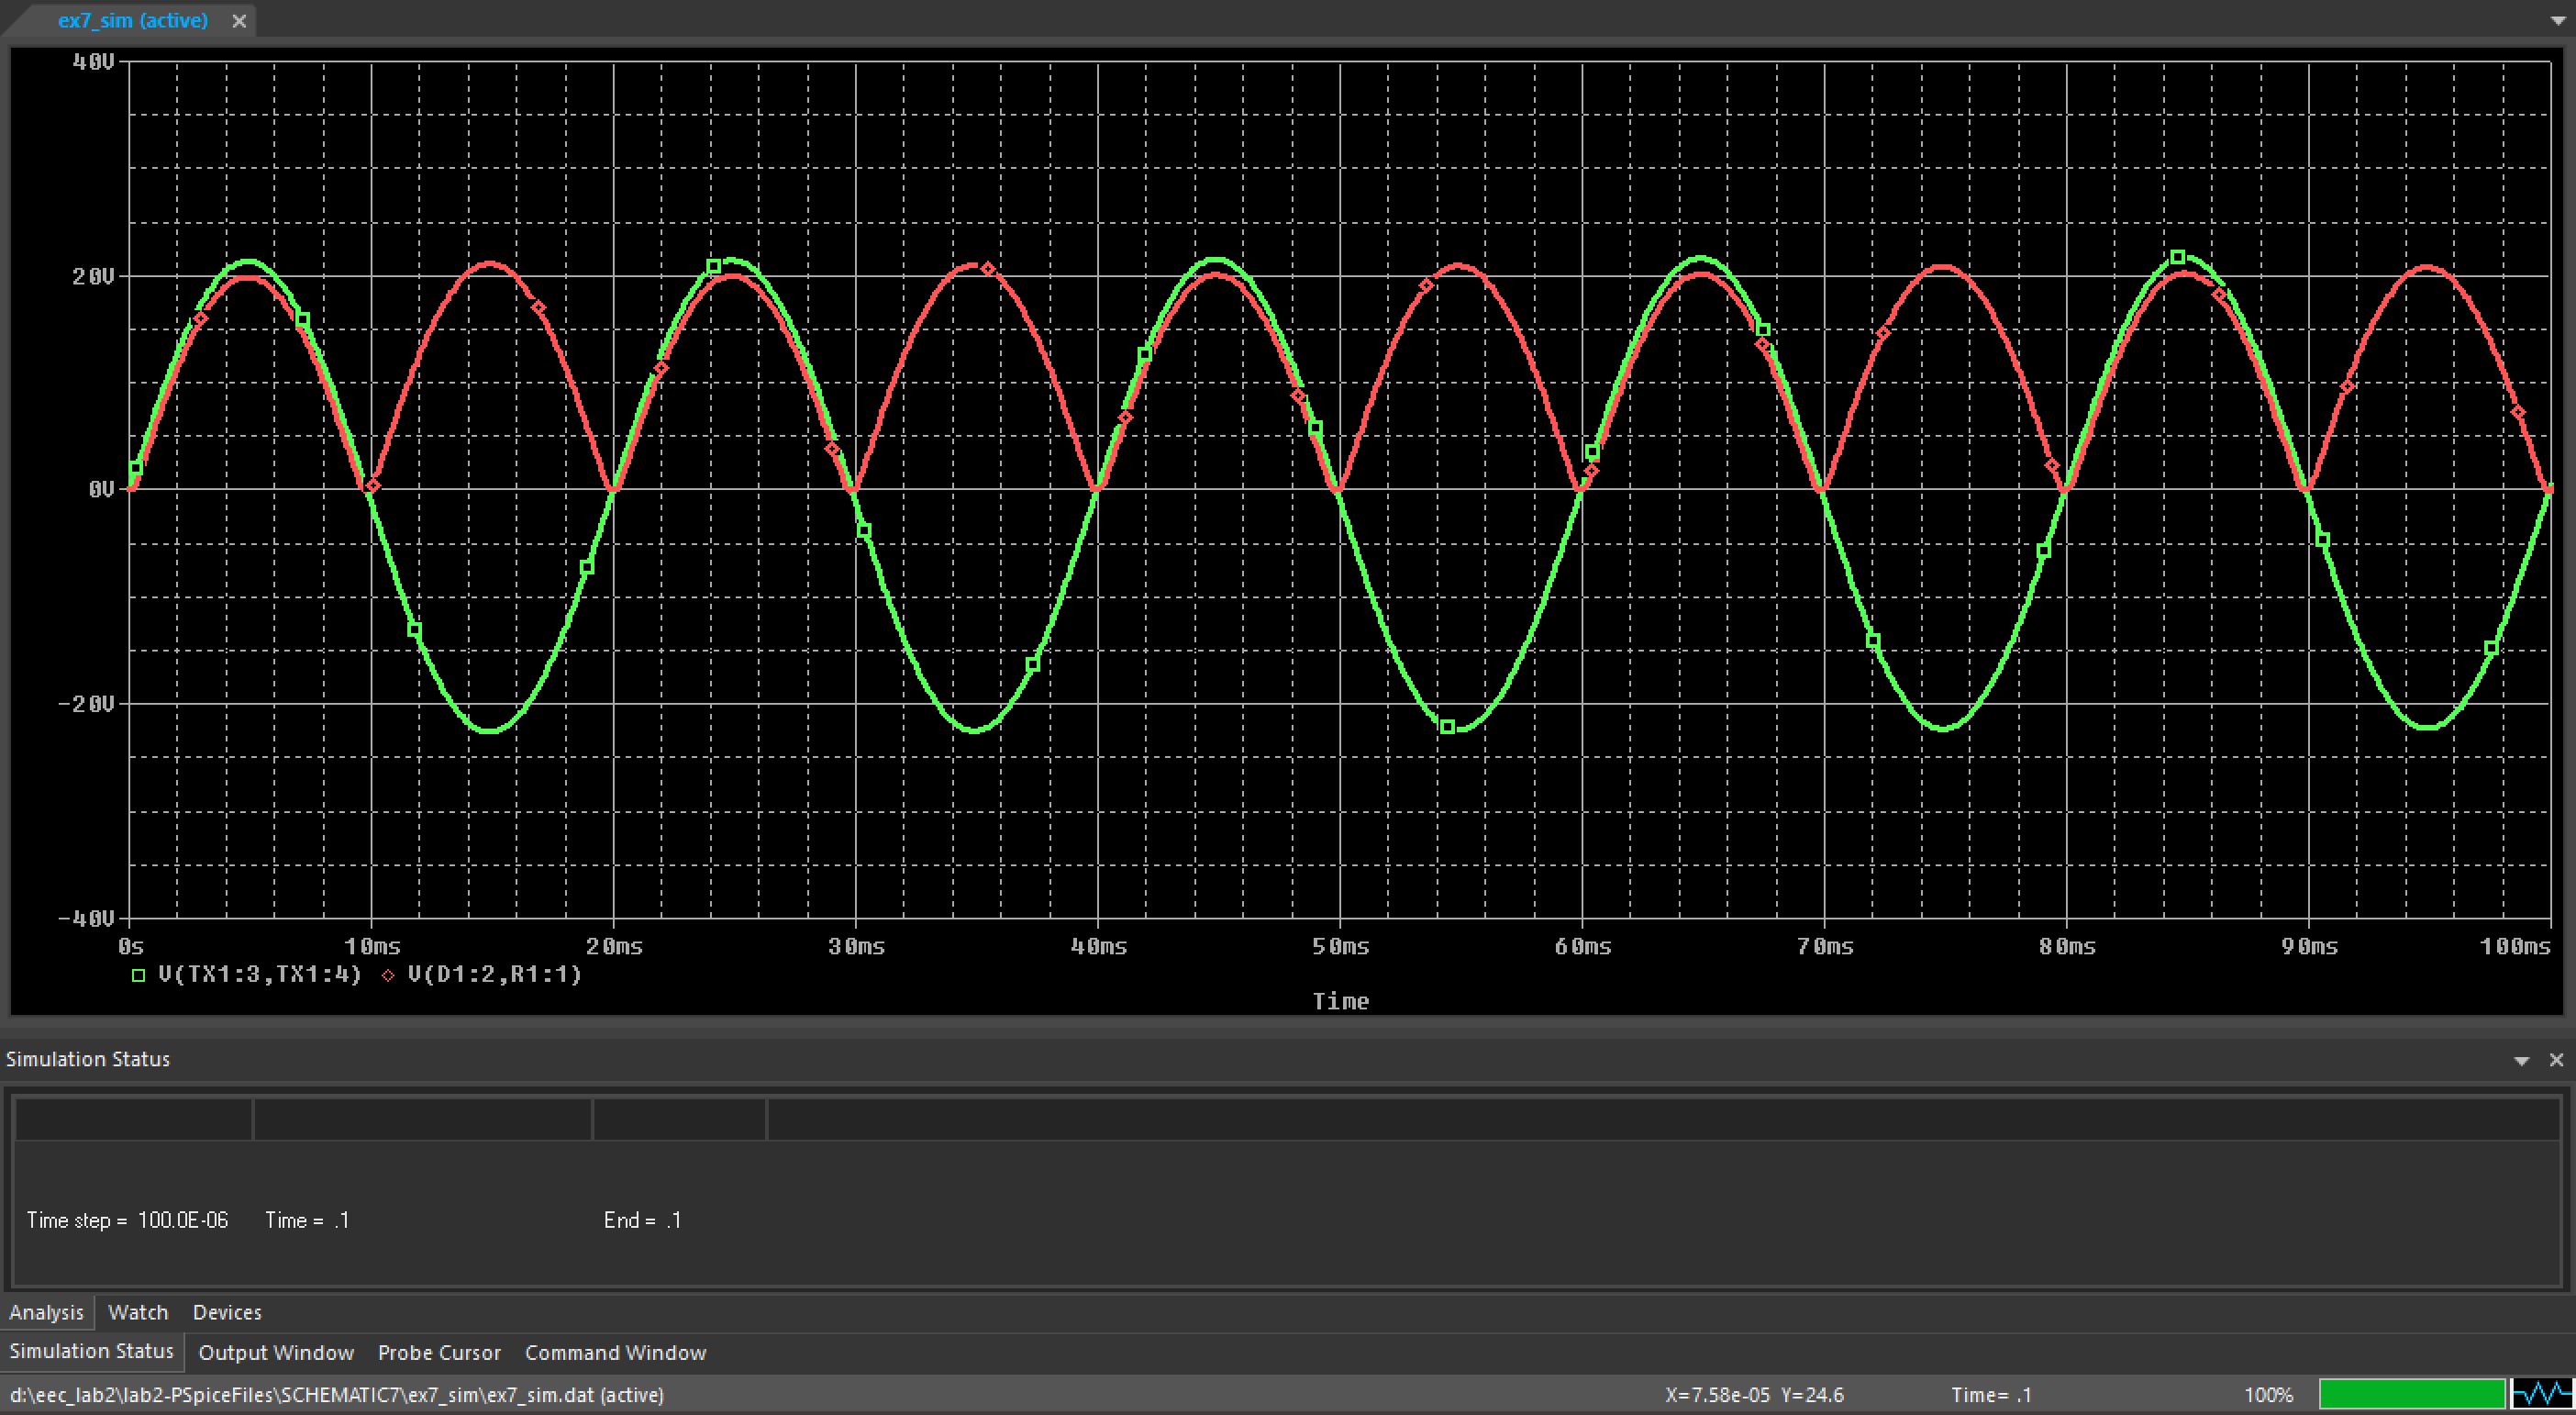 ex7_sim (active)
40V
20V
0V
-20V
-40V
0s 10ms 20ms 30ms 40ms 50ms 60ms 70ms 80ms 90ms 100ms
V(TX1:3,TX1:4) V(D1:2,R1:1)
Time
Simulation Status
Time step = 100.0E-06 Time = .1 End = .1
Analysis Watch Devices
Simulation Status Output Window Probe Cursor Command Window
d:\eec_lab2\lab2-PSpiceFiles\SCHEMATIC7\ex7_sim\ex7_sim.dat (active) X=7.58e-05 Y=24.6 Time= .1 100%